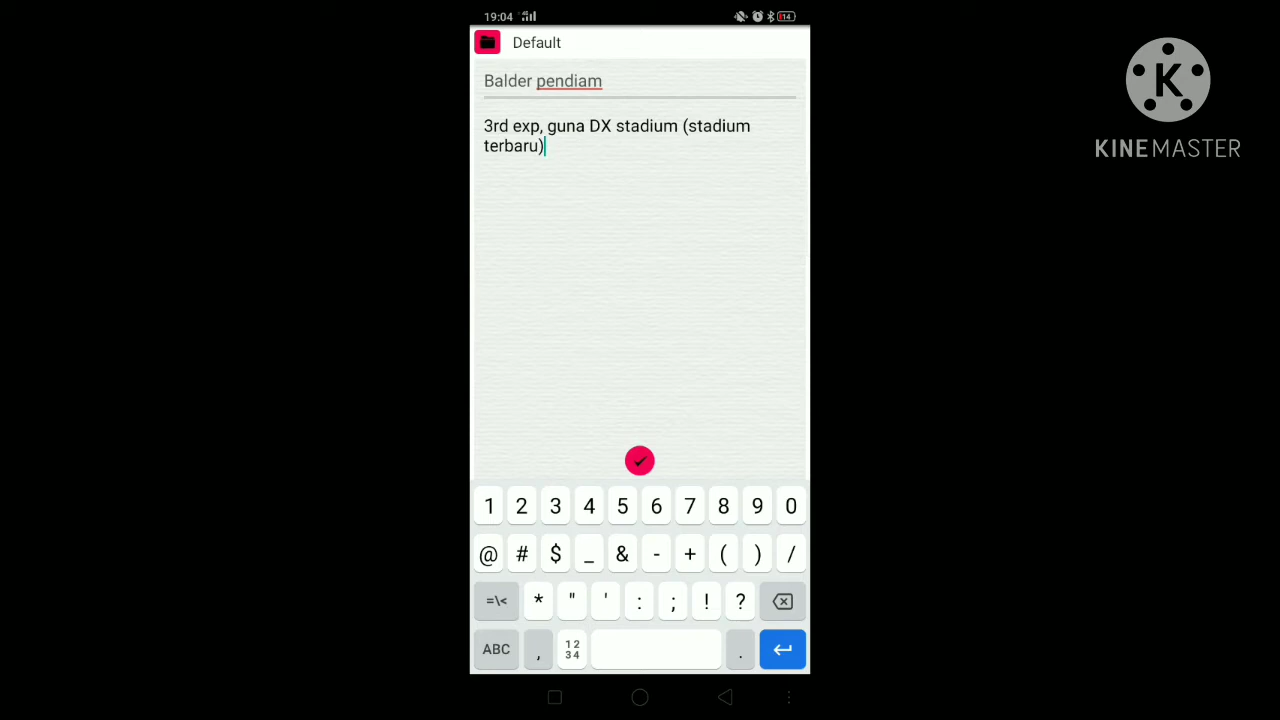 19:04
14
Default
Balder pendiam
3rd exp, guna DX stadium (stadium
terbaru)
K
KINEMASTER
1 2 3 4 5 6 7 8 9 0
@ # $ _ & - + ( ) /
=\< * " ' : ; ! ?
ABC , 12 34 .